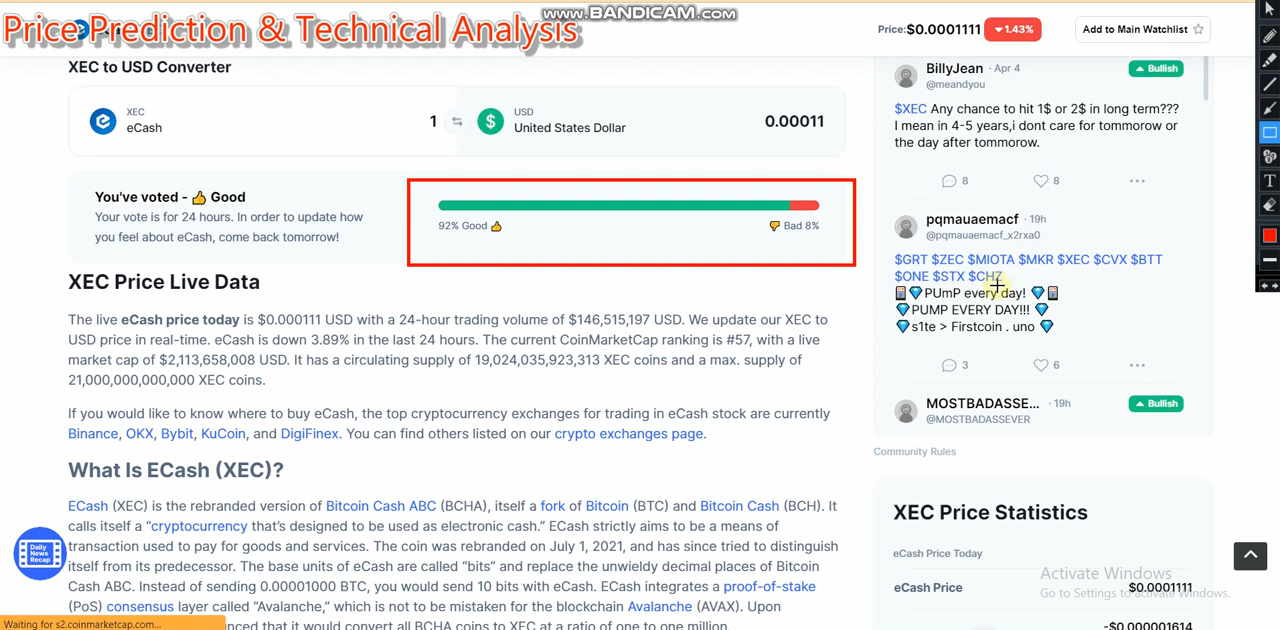 www.BANDICAM.com
Price Prediction & Technical Analysis
Price:$0.0001111 1.43%
Add to Main Watchlist
XEC to USD Converter
XEC
eCash
1
USD
United States Dollar
0.00011
You've voted - 👍 Good
Your vote is for 24 hours. In order to update how
you feel about eCash, come back tomorrow!
92% Good 👍
👎 Bad 8%
XEC Price Live Data
The live eCash price today is $0.000111 USD with a 24-hour trading volume of $146,515,197 USD. We update our XEC to
USD price in real-time. eCash is down 3.89% in the last 24 hours. The current CoinMarketCap ranking is #57, with a live
market cap of $2,113,658,008 USD. It has a circulating supply of 19,024,035,923,313 XEC coins and a max. supply of
21,000,000,000,000 XEC coins.
If you would like to know where to buy eCash, the top cryptocurrency exchanges for trading in eCash stock are currently
Binance, OKX, Bybit, KuCoin, and DigiFinex. You can find others listed on our crypto exchanges page.
What Is ECash (XEC)?
ECash (XEC) is the rebranded version of Bitcoin Cash ABC (BCHA), itself a fork of Bitcoin (BTC) and Bitcoin Cash (BCH). It
calls itself a “cryptocurrency that’s designed to be used as electronic cash.” ECash strictly aims to be a means of
transaction used to pay for goods and services. The coin was rebranded on July 1, 2021, and has since tried to distinguish
itself from its predecessor. The base units of eCash are called “bits” and replace the unwieldy decimal places of Bitcoin
Cash ABC. Instead of sending 0.00001000 BTC, you would send 10 bits with eCash. ECash integrates a proof-of-stake
(PoS) consensus layer called “Avalanche,” which is not to be mistaken for the blockchain Avalanche (AVAX). Upon
that it would convert all BCHA coins to XEC at a ratio of one to one million.
Daily
News
Recap
Waiting for s2.coinmarketcap.com...
BillyJean · Apr 4
Bullish
@meandyou
$XEC Any chance to hit 1$ or 2$ in long term???
I mean in 4-5 years,i dont care for tommorow or
the day after tommorow.
8
8
pqmauaemacf · 19h
@pqmauaemacf_x2rxa0
$GRT $ZEC $MIOTA $MKR $XEC $CVX $BTT
$ONE $STX $CHZ
PUmP every day!
💎PUMP EVERY DAY!!! 💎
💎s1te > Firstcoin . uno 💎
3
6
MOSTBADASSE... · 19h
Bullish
@MOSTBADASSEVER
Community Rules
XEC Price Statistics
eCash Price Today
eCash Price
$0.0001111
-$0.000001614
Activate Windows
Go to Settings to activate Windows.